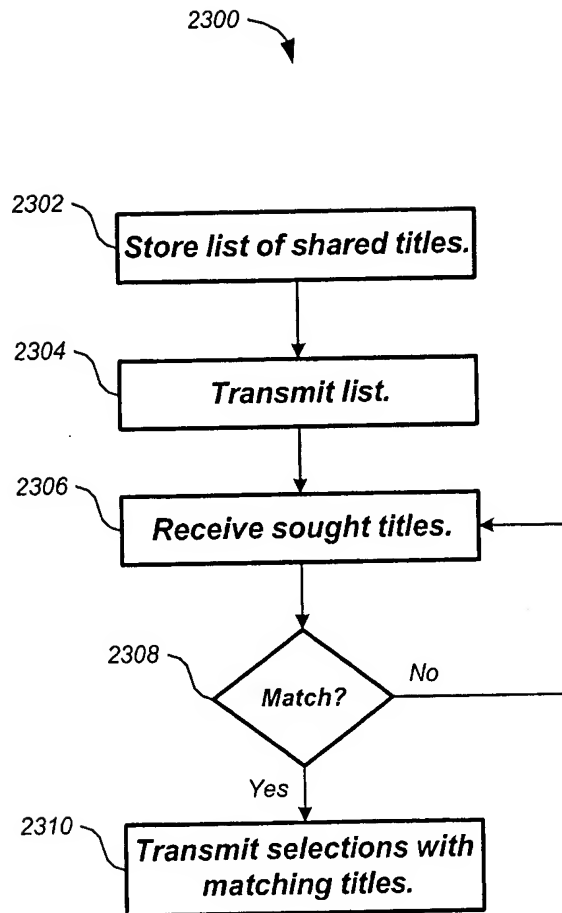 2300
2302
Store list of shared titles.
2304
Transmit list.
2306
Receive sought titles.
2308
Match?
No
Yes
2310
Transmit selections with
matching titles.